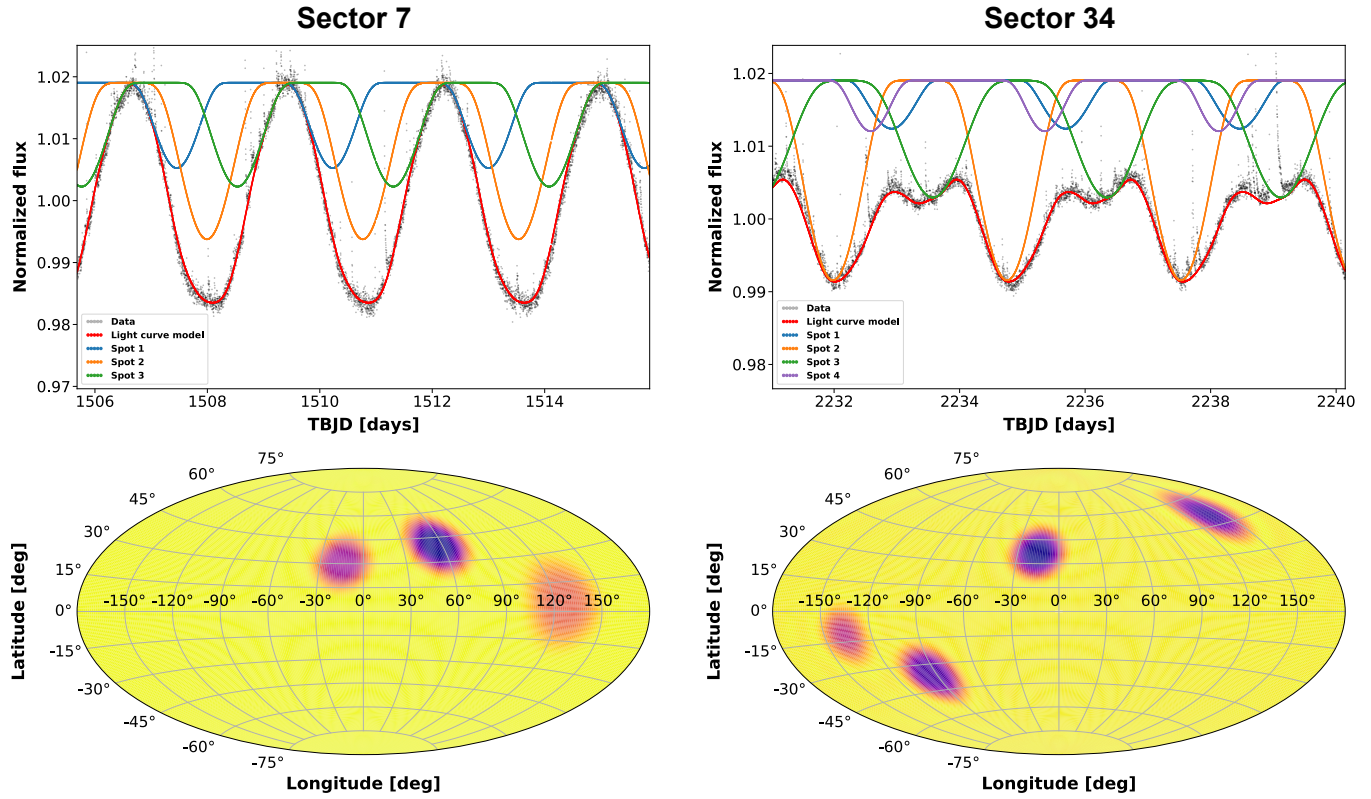 Sector 7
Sector 34
1.02
1.01
1.00
0.99
0.98
0.97
Normalized flux
Data
Light curve model
Spot 1
Spot 2
Spot 3
1506
1508
1510
1512
1514
TBJD [days]
1.02
1.01
1.00
0.99
0.98
Normalized flux
Data
Light curve model
Spot 1
Spot 2
Spot 3
Spot 4
2232
2234
2236
2238
2240
TBJD [days]
75°
60°
45°
30°
15°
0°
-15°
-30°
-45°
-60°
-75°
-150° -120° -90° -60° -30° 0° 30° 60° 90° 120° 150°
Latitude [deg]
Longitude [deg]
75°
60°
45°
30°
15°
0°
-15°
-30°
-45°
-60°
-75°
-150° -120° -90° -60° -30° 0° 30° 60° 90° 120° 150°
Latitude [deg]
Longitude [deg]